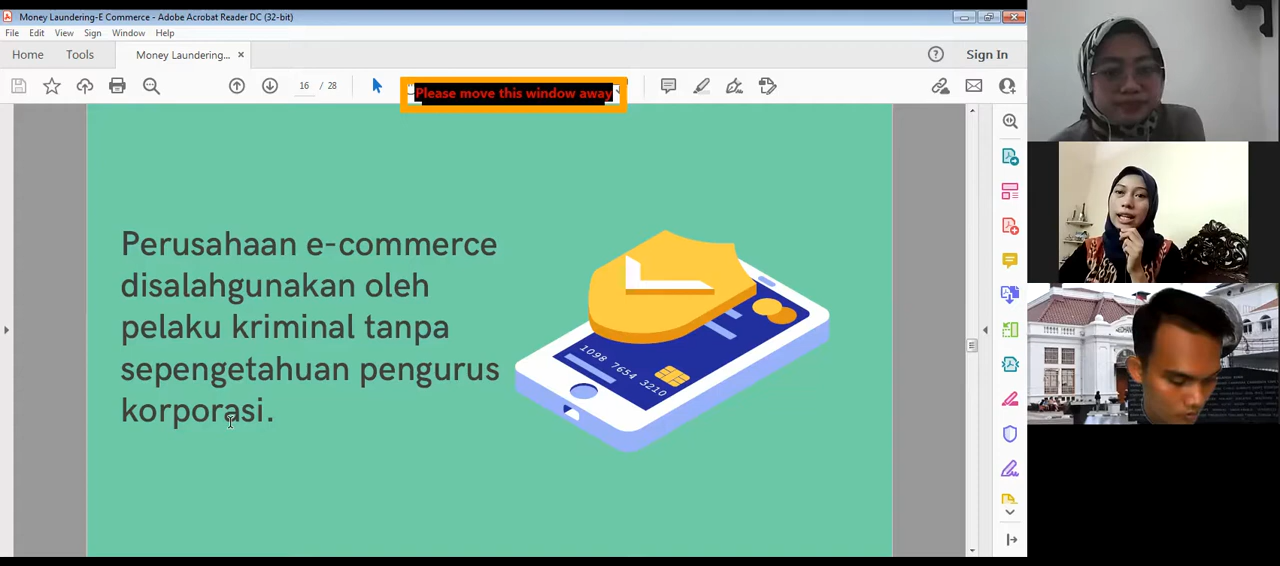 Money Laundering-E Commerce - Adobe Acrobat Reader DC (32-bit)
File Edit View Sign Window Help
Home Tools Money Laundering... × Sign In
16 / 28
Please move this window away
Perusahaan e-commerce
disalahgunakan oleh
pelaku kriminal tanpa
sepengetahuan pengurus
korporasi.
1098 7654 3210